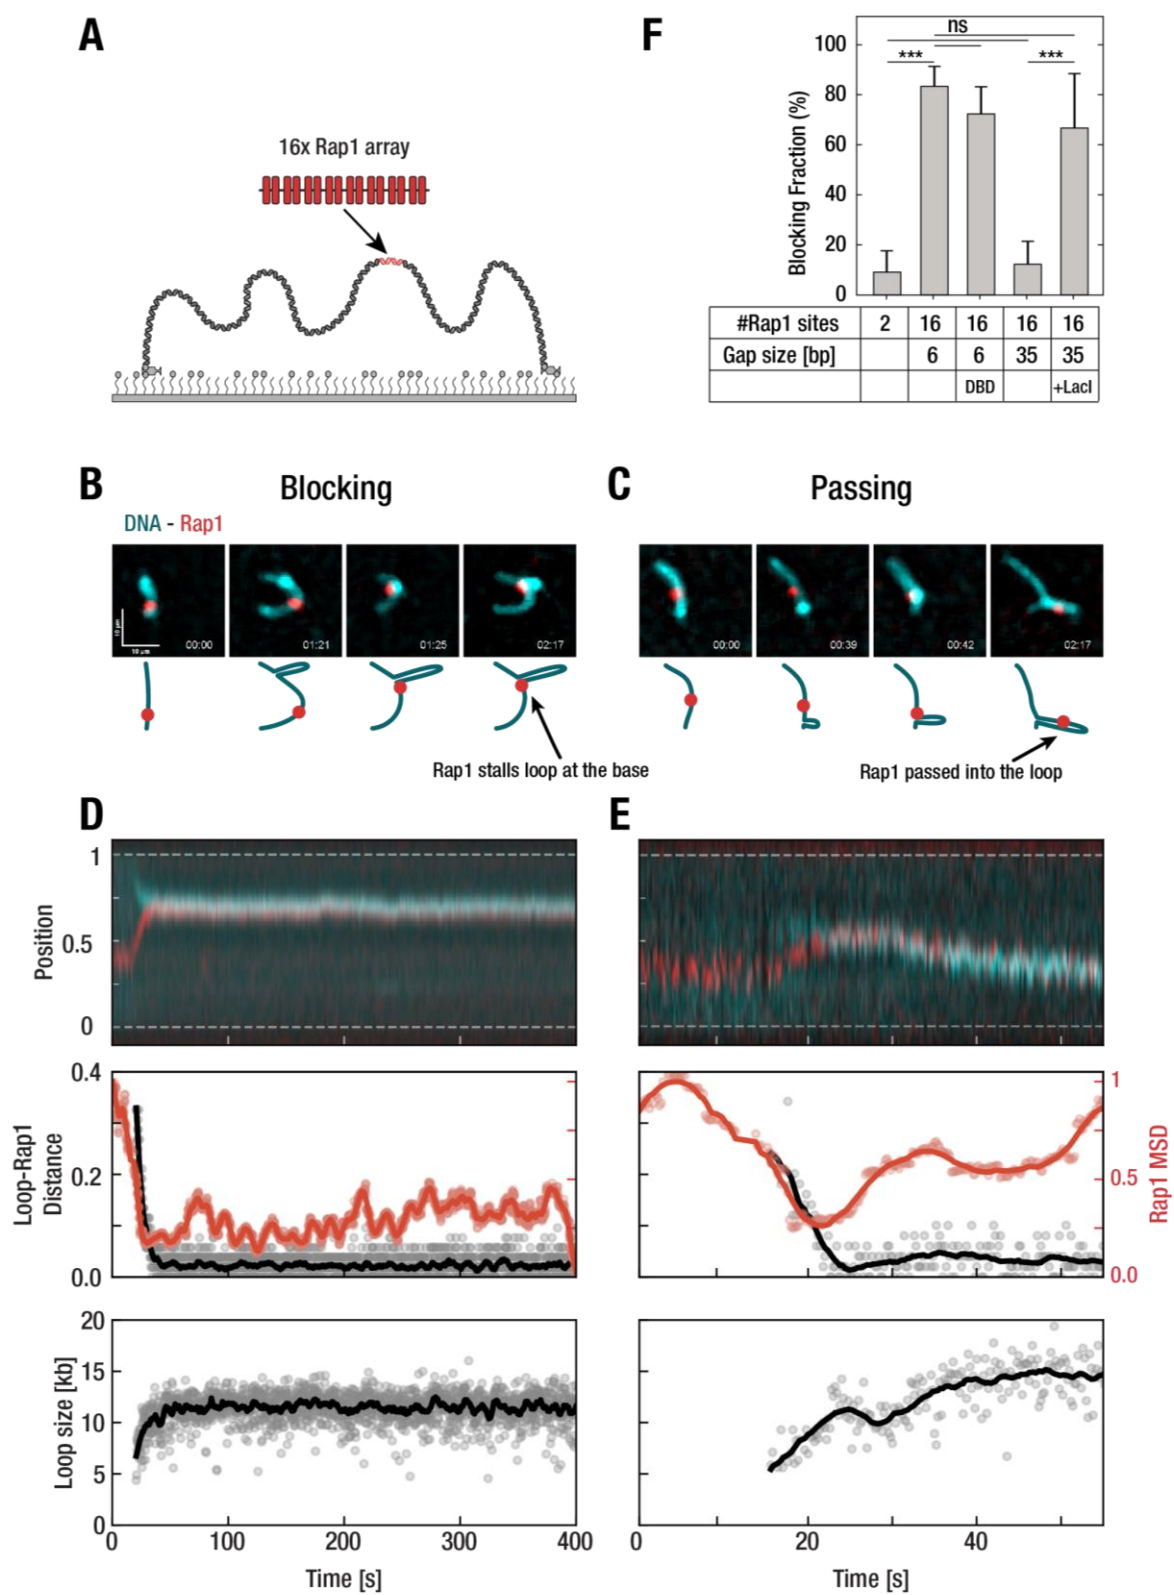 A
16x Rap1 array
F
Blocking Fraction (%)
100
80
60
40
20
0
ns
***
***
#Rap1 sites 2 16 16 16 16
Gap size [bp] 6 6 35 35
DBD +LacI
B Blocking
DNA - Rap1
10 µm
10 µm
00:00
01:21
01:25
02:17
Rap1 stalls loop at the base
C Passing
00:00
00:39
00:42
02:17
Rap1 passed into the loop
D
Position
1
0.5
0
Loop-Rap1
Distance
0.4
0.2
0.0
Loop size [kb]
20
15
10
5
0
0 100 200 300 400
Time [s]
E
Rap1 MSD
1
0.5
0.0
0 20 40
Time [s]